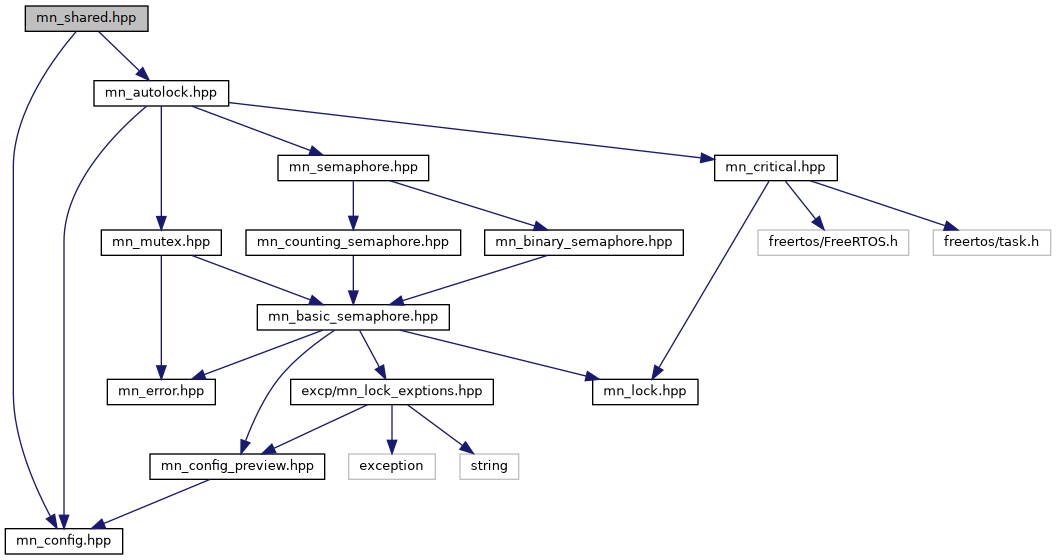 mn_shared.hpp
mn_autolock.hpp
mn_semaphore.hpp
mn_critical.hpp
mn_mutex.hpp
mn_counting_semaphore.hpp
mn_binary_semaphore.hpp
freertos/FreeRTOS.h
freertos/task.h
mn_basic_semaphore.hpp
mn_error.hpp
excp/mn_lock_exptions.hpp
mn_lock.hpp
mn_config_preview.hpp
exception
string
mn_config.hpp